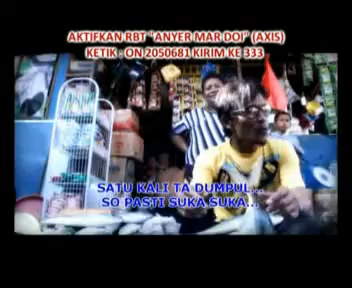 AKTIFKAN RBT "ANYER MAR DOI" (AXIS)
KETIK : ON 2050681 KIRIM KE 333
SATU KALI TA DUMPUL...
SO PASTI SUKA SUKA...